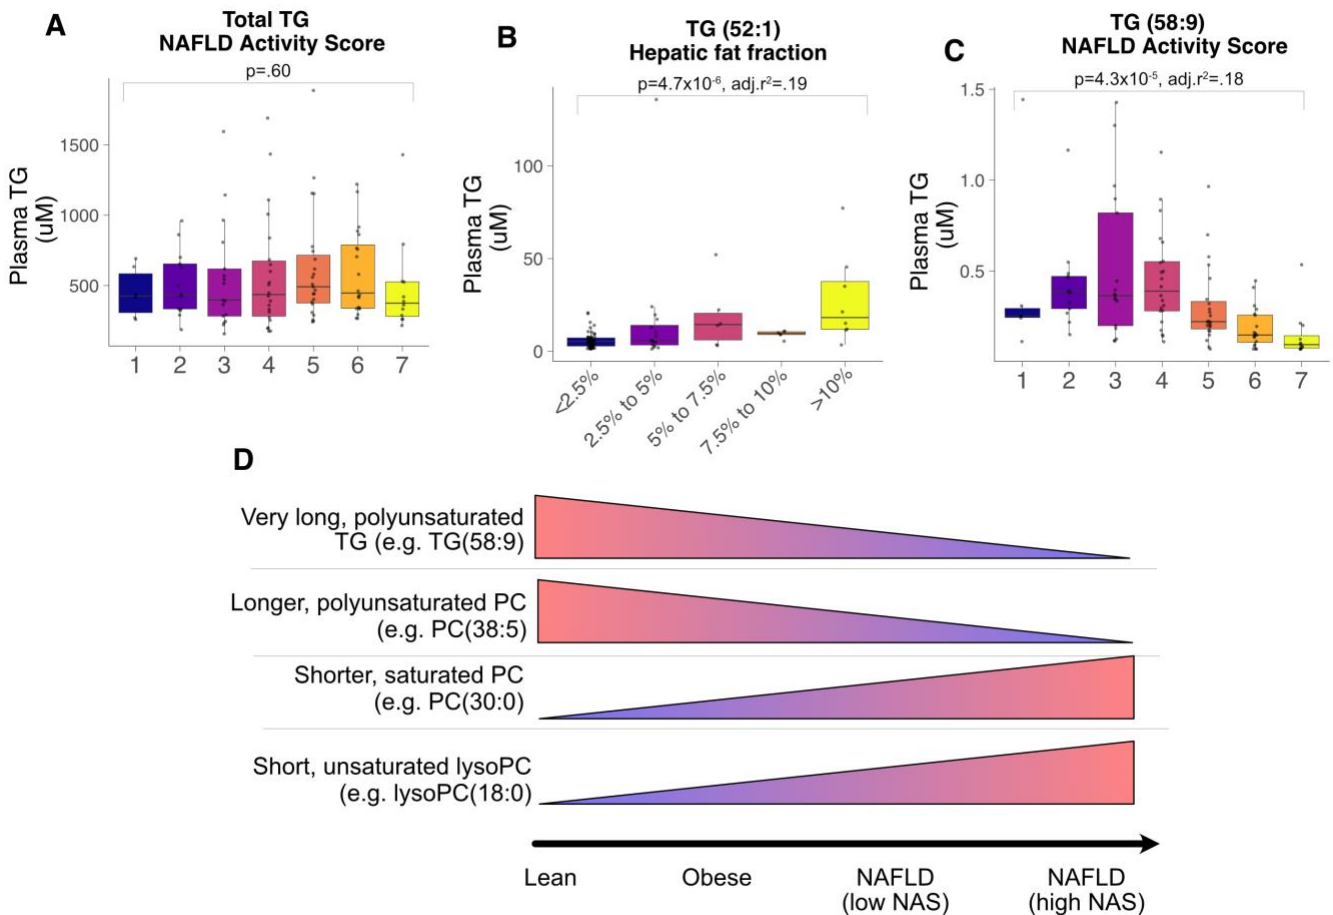 A
Total TG
NAFLD Activity Score
p=.60
Plasma TG
(uM)
1500
1000
500
1 2 3 4 5 6 7
B
TG (52:1)
Hepatic fat fraction
p=4.7x10⁻⁶, adj.r²=.19
Plasma TG
(uM)
100
50
0
<2.5%
2.5% to 5%
5% to 7.5%
7.5% to 10%
>10%
C
TG (58:9)
NAFLD Activity Score
p=4.3x10⁻⁵, adj.r²=.18
Plasma TG
(uM)
1.5
1.0
0.5
1 2 3 4 5 6 7
D
Very long, polyunsaturated
TG (e.g. TG(58:9)
Longer, polyunsaturated PC
(e.g. PC(38:5)
Shorter, saturated PC
(e.g. PC(30:0)
Short, unsaturated lysoPC
(e.g. lysoPC(18:0)
Lean Obese NAFLD NAFLD
(low NAS) (high NAS)